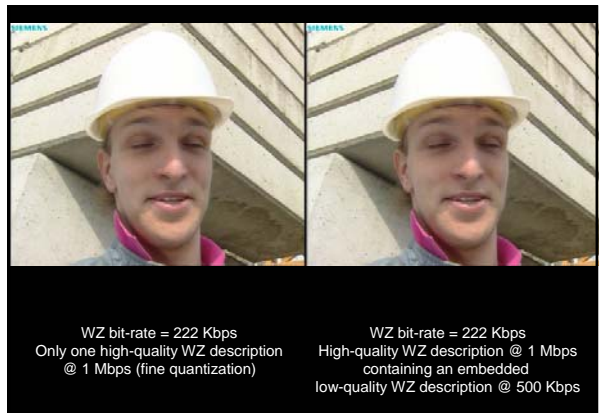 SIEMENS SIEMENS
WZ bit-rate = 222 Kbps
Only one high-quality WZ description
@ 1 Mbps (fine quantization)
WZ bit-rate = 222 Kbps
High-quality WZ description @ 1 Mbps
containing an embedded
low-quality WZ description @ 500 Kbps